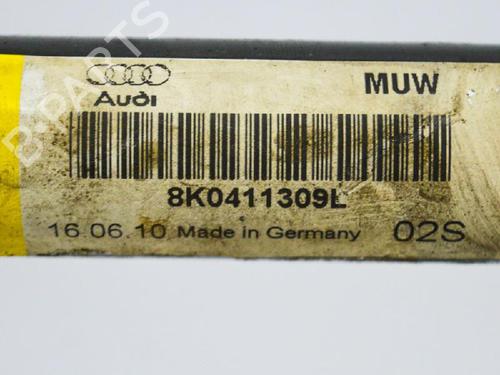 B-PARTS
MUW
Audi
8K0411309L
16.06.10 Made in Germany 02S